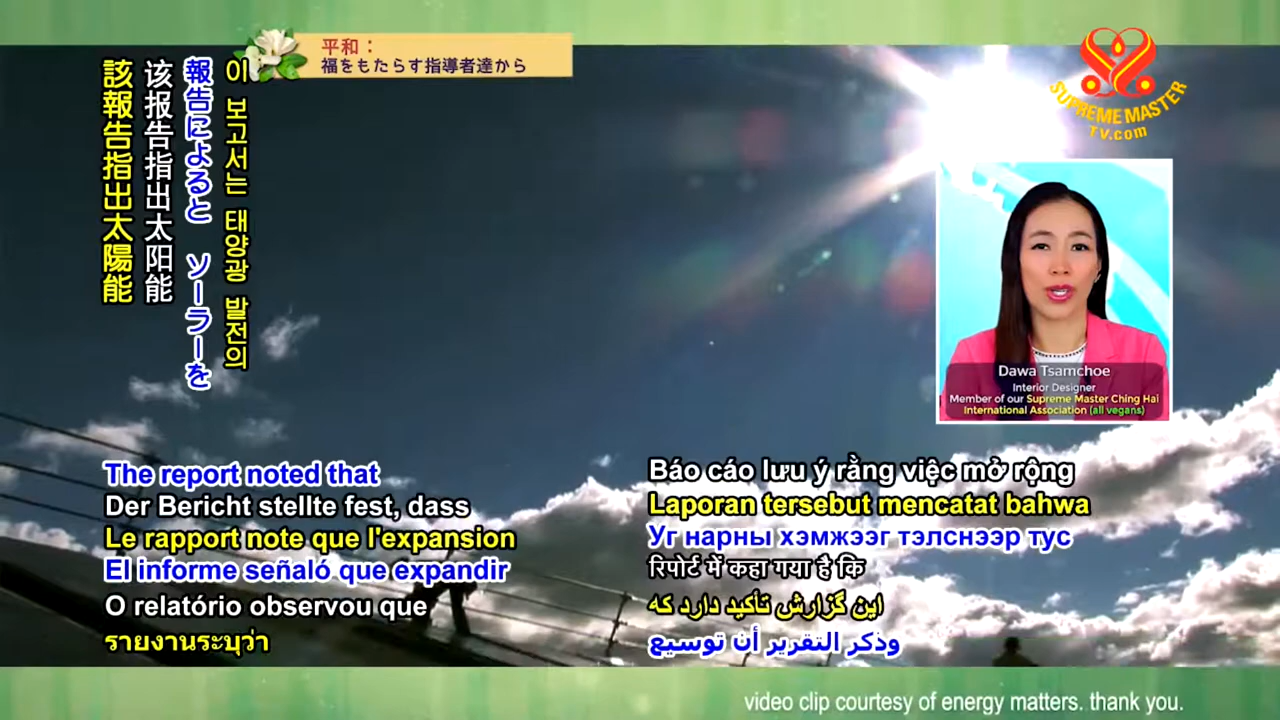 平和：
福をもたらす指導者達から
SUPREME MASTER
TV.com
이 보고서는 태양광 발전의
報告によると ソーラーを
该报告指出太阳能
該報告指出太陽能
Dawa Tsamchoe
Interior Designer
Member of our Supreme Master Ching Hai
International Association (all vegans)
The report noted that
Der Bericht stellte fest, dass
Le rapport note que l'expansion
El informe señaló que expandir
O relatório observou que
รายงานระบุว่า
Báo cáo lưu ý rằng việc mở rộng
Laporan tersebut mencatat bahwa
Уг нарны хэмжээг тэлснээр тус
रिपोर्ट में कहा गया है कि
این گزارش تأکید دارد که
وذكر التقرير أن توسيع
video clip courtesy of energy matters. thank you.